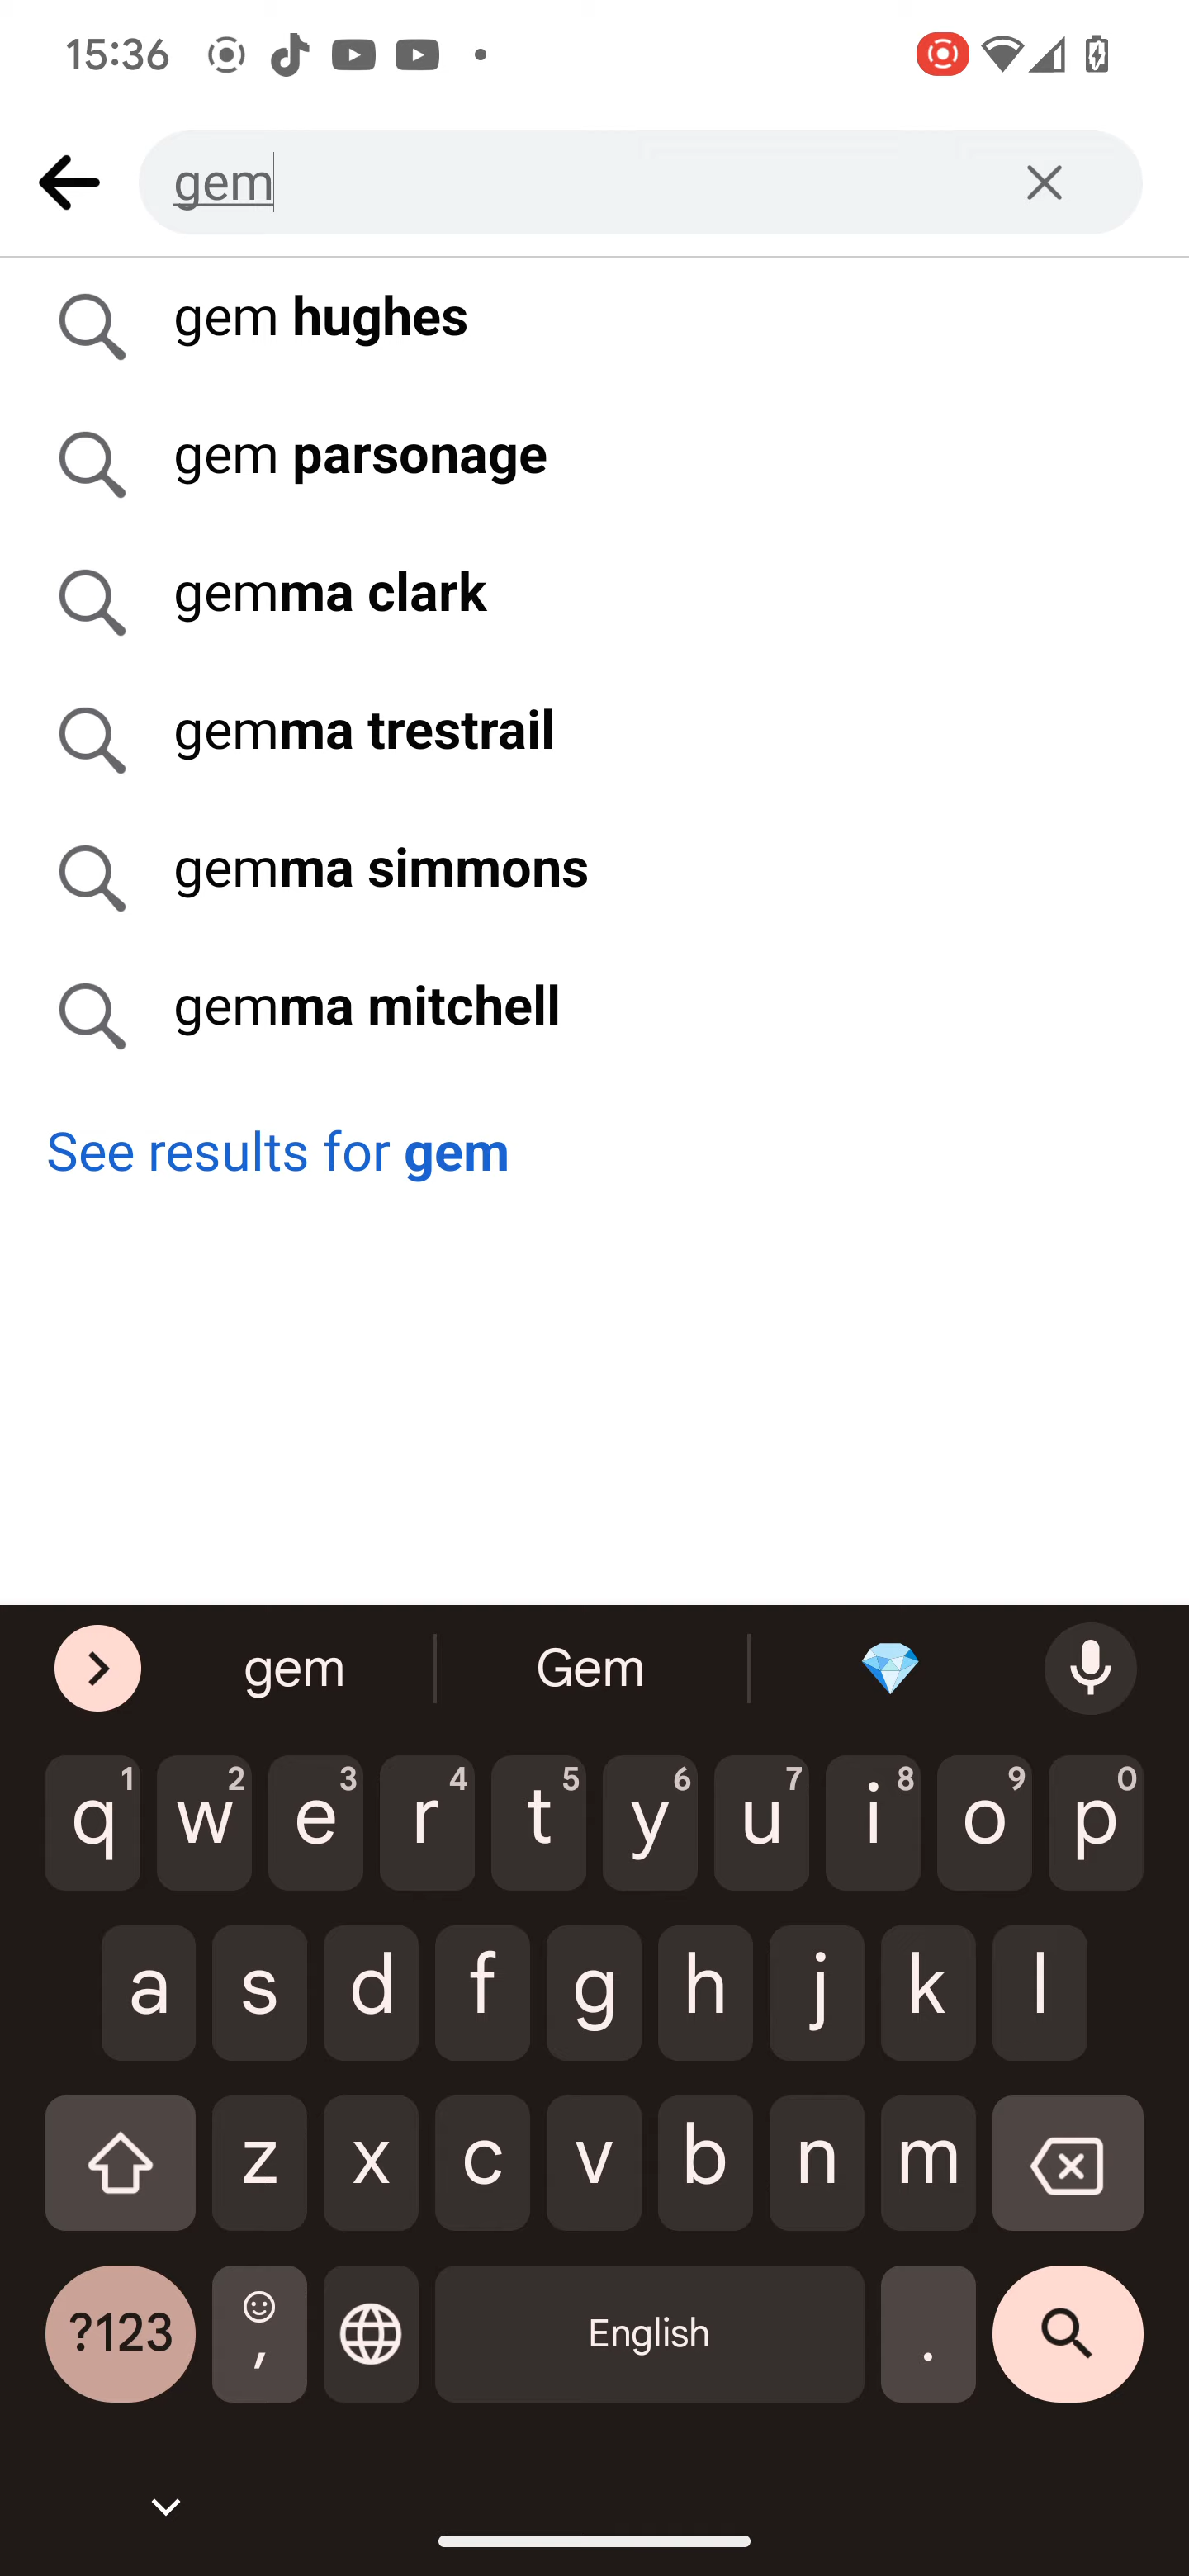 15:36
gem
gem hughes
gem parsonage
gemma clark
gemma trestrail
gemma simmons
gemma mitchell
See results for gem
gem Gem
q1 w2 e3 r4 t5 y6 u7 i8 o9 p0
a s d f g h j k l
z x c v b n m
?123 , English .